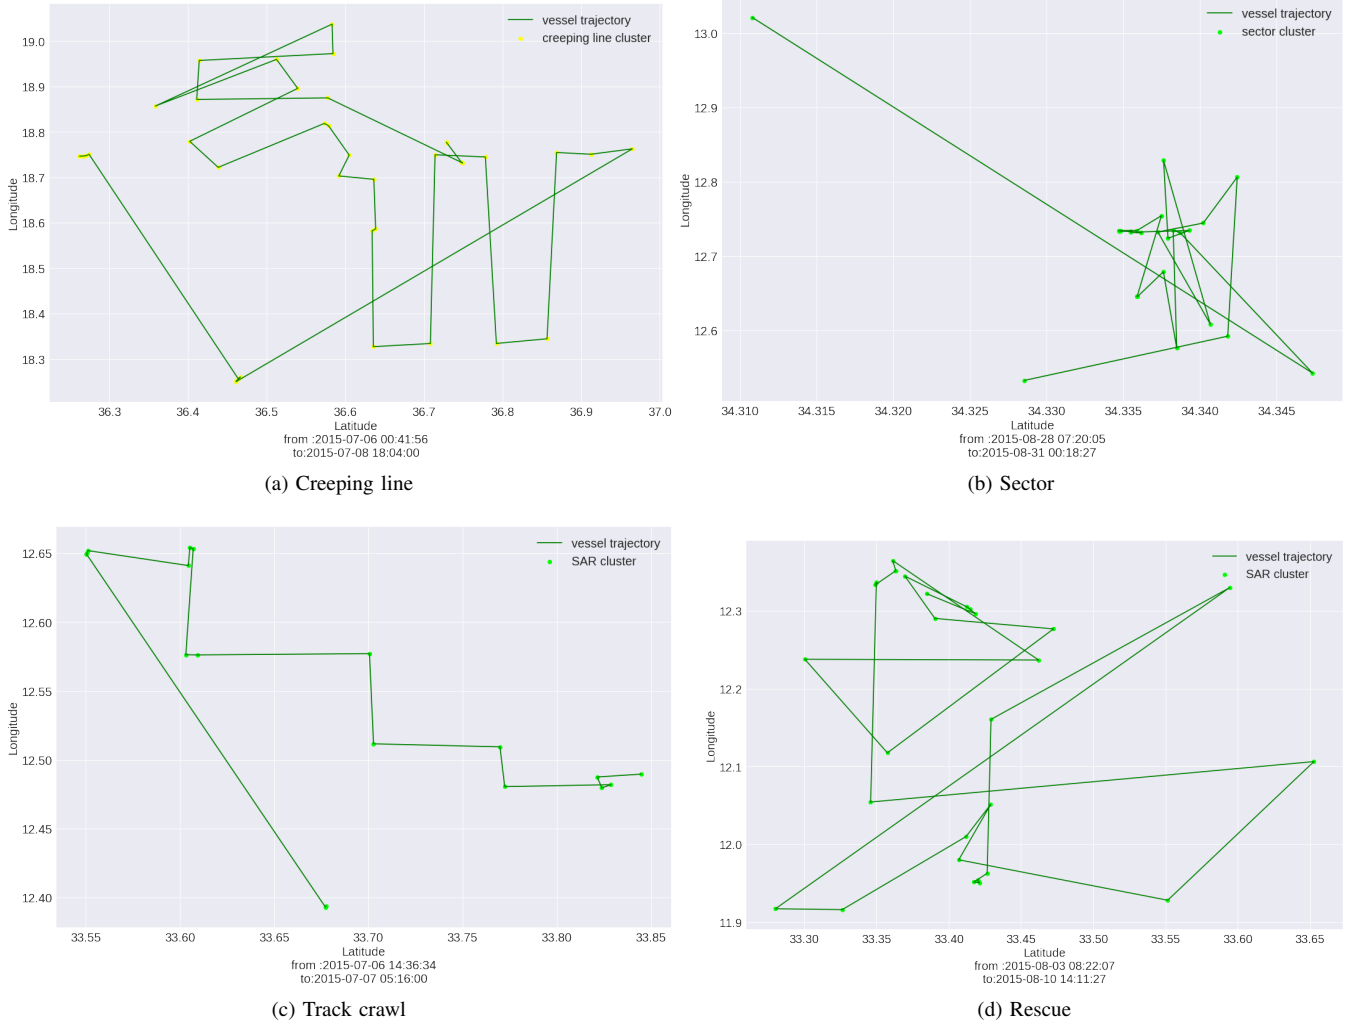 vessel trajectory
creeping line cluster
Longitude
19.0
18.9
18.8
18.7
18.6
18.5
18.4
18.3
36.3 36.4 36.5 36.6 36.7 36.8 36.9 37.0
Latitude
from :2015-07-06 00:41:56
to:2015-07-08 18:04:00
(a) Creeping line
vessel trajectory
sector cluster
Longitude
13.0
12.9
12.8
12.7
12.6
34.310 34.315 34.320 34.325 34.330 34.335 34.340 34.345
Latitude
from :2015-08-28 07:20:05
to:2015-08-31 00:18:27
(b) Sector
vessel trajectory
SAR cluster
Longitude
12.65
12.60
12.55
12.50
12.45
12.40
33.55 33.60 33.65 33.70 33.75 33.80 33.85
Latitude
from :2015-07-06 14:36:34
to:2015-07-07 05:16:00
(c) Track crawl
vessel trajectory
SAR cluster
Longitude
12.3
12.2
12.1
12.0
11.9
33.30 33.35 33.40 33.45 33.50 33.55 33.60 33.65
Latitude
from :2015-08-03 08:22:07
to:2015-08-10 14:11:27
(d) Rescue